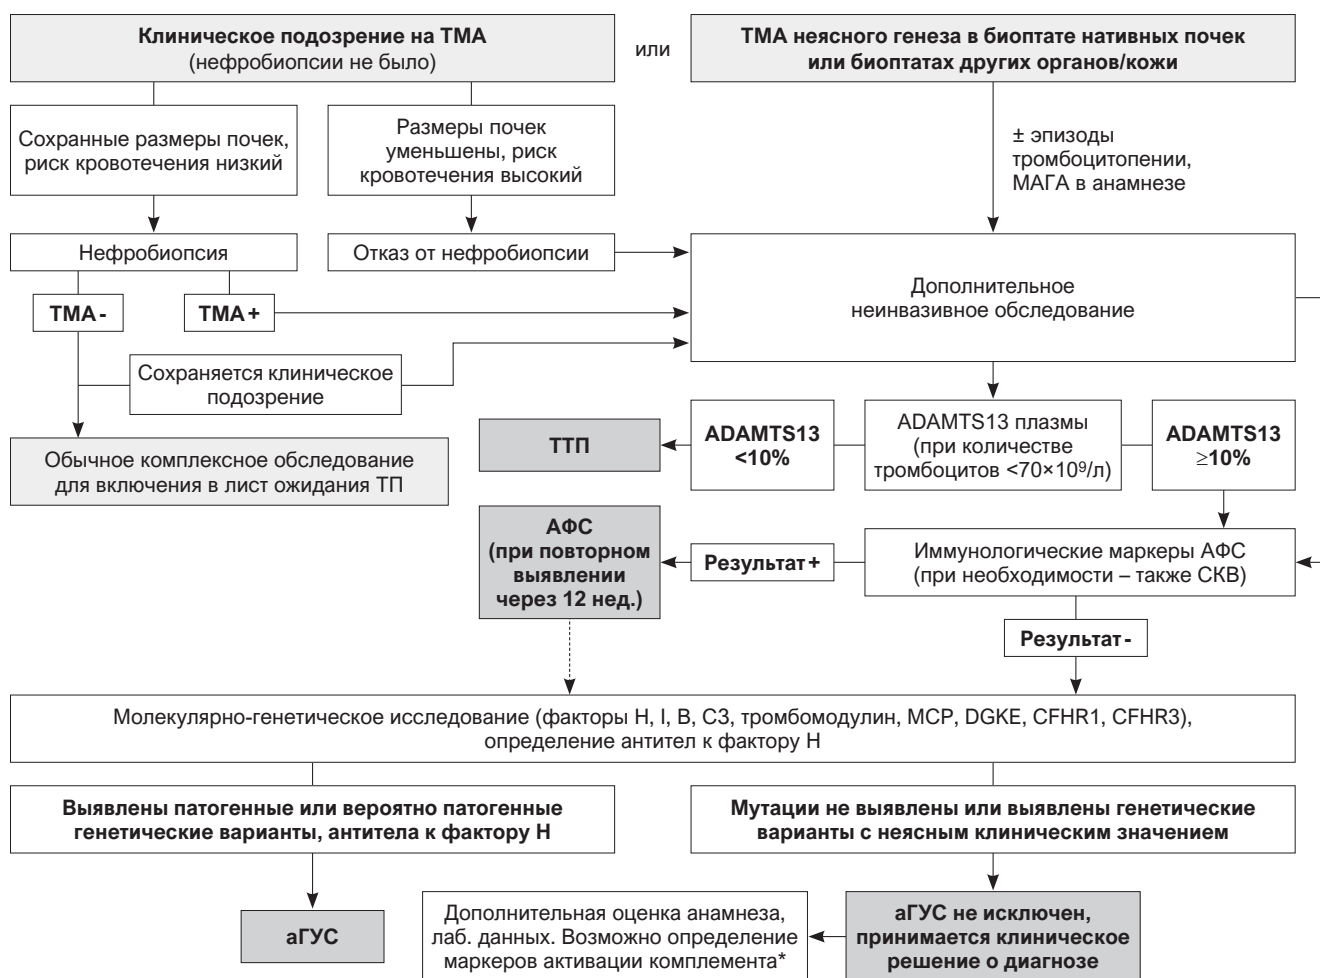 Клиническое подозрение на ТМА
(нефробиопсии не было)
или
ТМА неясного генеза в биоптате нативных почек
или биоптатах других органов/кожи
Сохранные размеры почек,
риск кровотечения низкий
Размеры почек
уменьшены, риск
кровотечения высокий
± эпизоды
тромбоцитопении,
МАГА в анамнезе
Нефробиопсия
Отказ от нефробиопсии
Дополнительное
неинвазивное обследование
ТМА-
ТМА+
Сохраняется клиническое
подозрение
Обычное комплексное обследование
для включения в лист ожидания ТП
ТТП
ADAMTS13
<10%
ADAMTS13 плазмы
(при количестве
тромбоцитов <70×10⁹/л)
ADAMTS13
≥10%
АФС
(при повторном
выявлении
через 12 нед.)
Результат+
Иммунологические маркеры АФС
(при необходимости – также СКВ)
Результат-
Молекулярно-генетическое исследование (факторы H, I, B, C3, тромбомодулин, MCP, DGKE, CFHR1, CFHR3),
определение антител к фактору H
Выявлены патогенные или вероятно патогенные
генетические варианты, антитела к фактору H
Мутации не выявлены или выявлены генетические
варианты с неясным клиническим значением
аГУС
Дополнительная оценка анамнеза,
лаб. данных. Возможно определение
маркеров активации комплемента*
аГУС не исключен,
принимается клиническое
решение о диагнозе